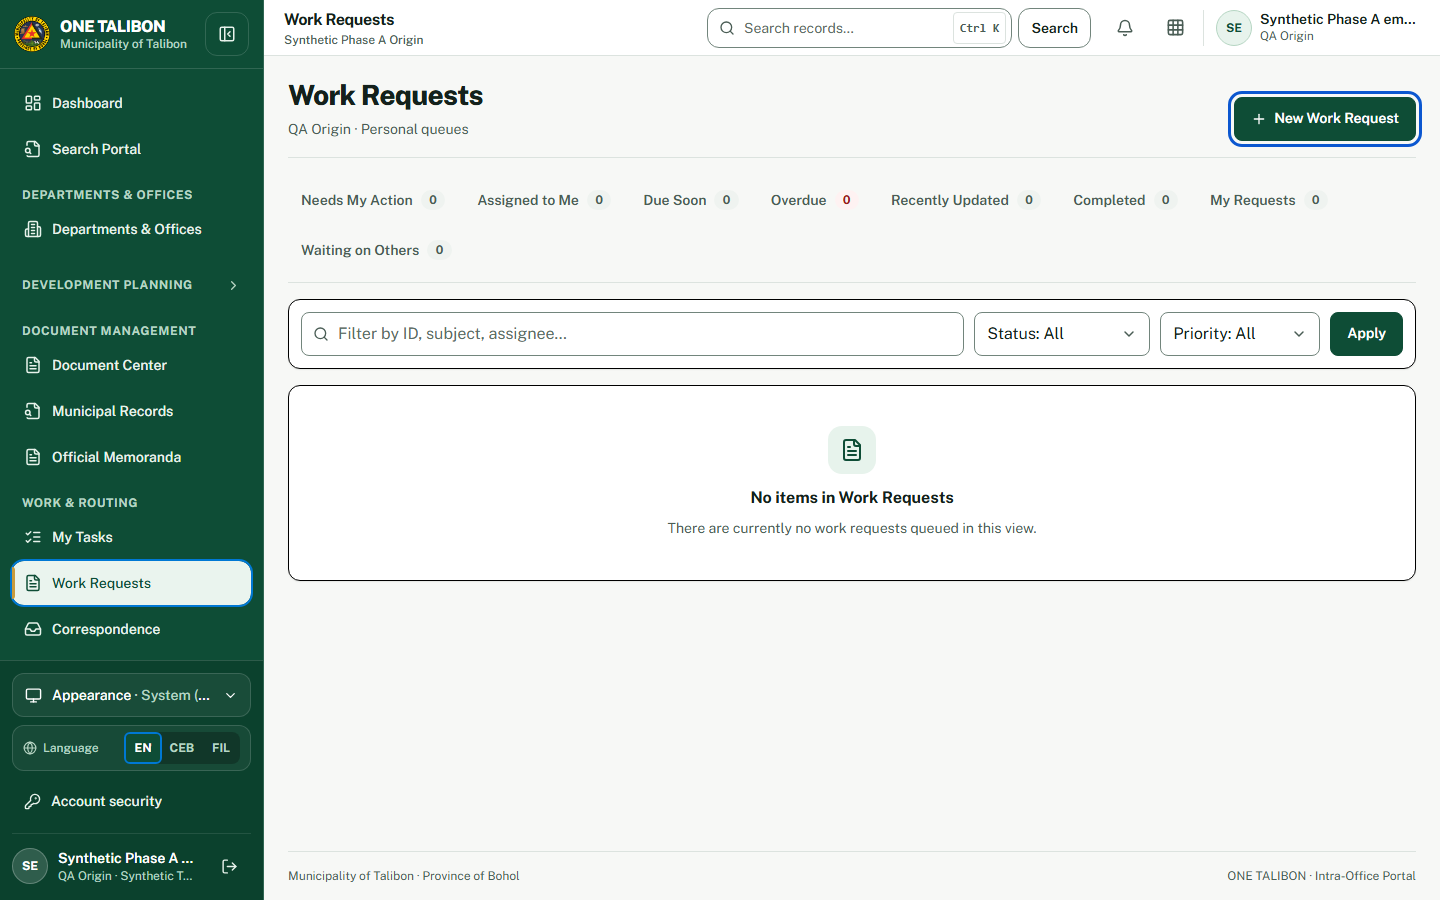 ONE TALIBON
Municipality of Talibon
Dashboard
Search Portal
DEPARTMENTS & OFFICES
Departments & Offices
DEVELOPMENT PLANNING
DOCUMENT MANAGEMENT
Document Center
Municipal Records
Official Memoranda
WORK & ROUTING
My Tasks
Work Requests
Correspondence
Appearance · System (...
Language EN CEB FIL
Account security
SE
Synthetic Phase A ...
QA Origin · Synthetic T...
Work Requests
Synthetic Phase A Origin
Search records...
Ctrl K
Search
SE
Synthetic Phase A em...
QA Origin
Work Requests
QA Origin · Personal queues
+ New Work Request
Needs My Action 0
Assigned to Me 0
Due Soon 0
Overdue 0
Recently Updated 0
Completed 0
My Requests 0
Waiting on Others 0
Filter by ID, subject, assignee...
Status: All
Priority: All
Apply
No items in Work Requests
There are currently no work requests queued in this view.
Municipality of Talibon · Province of Bohol
ONE TALIBON · Intra-Office Portal